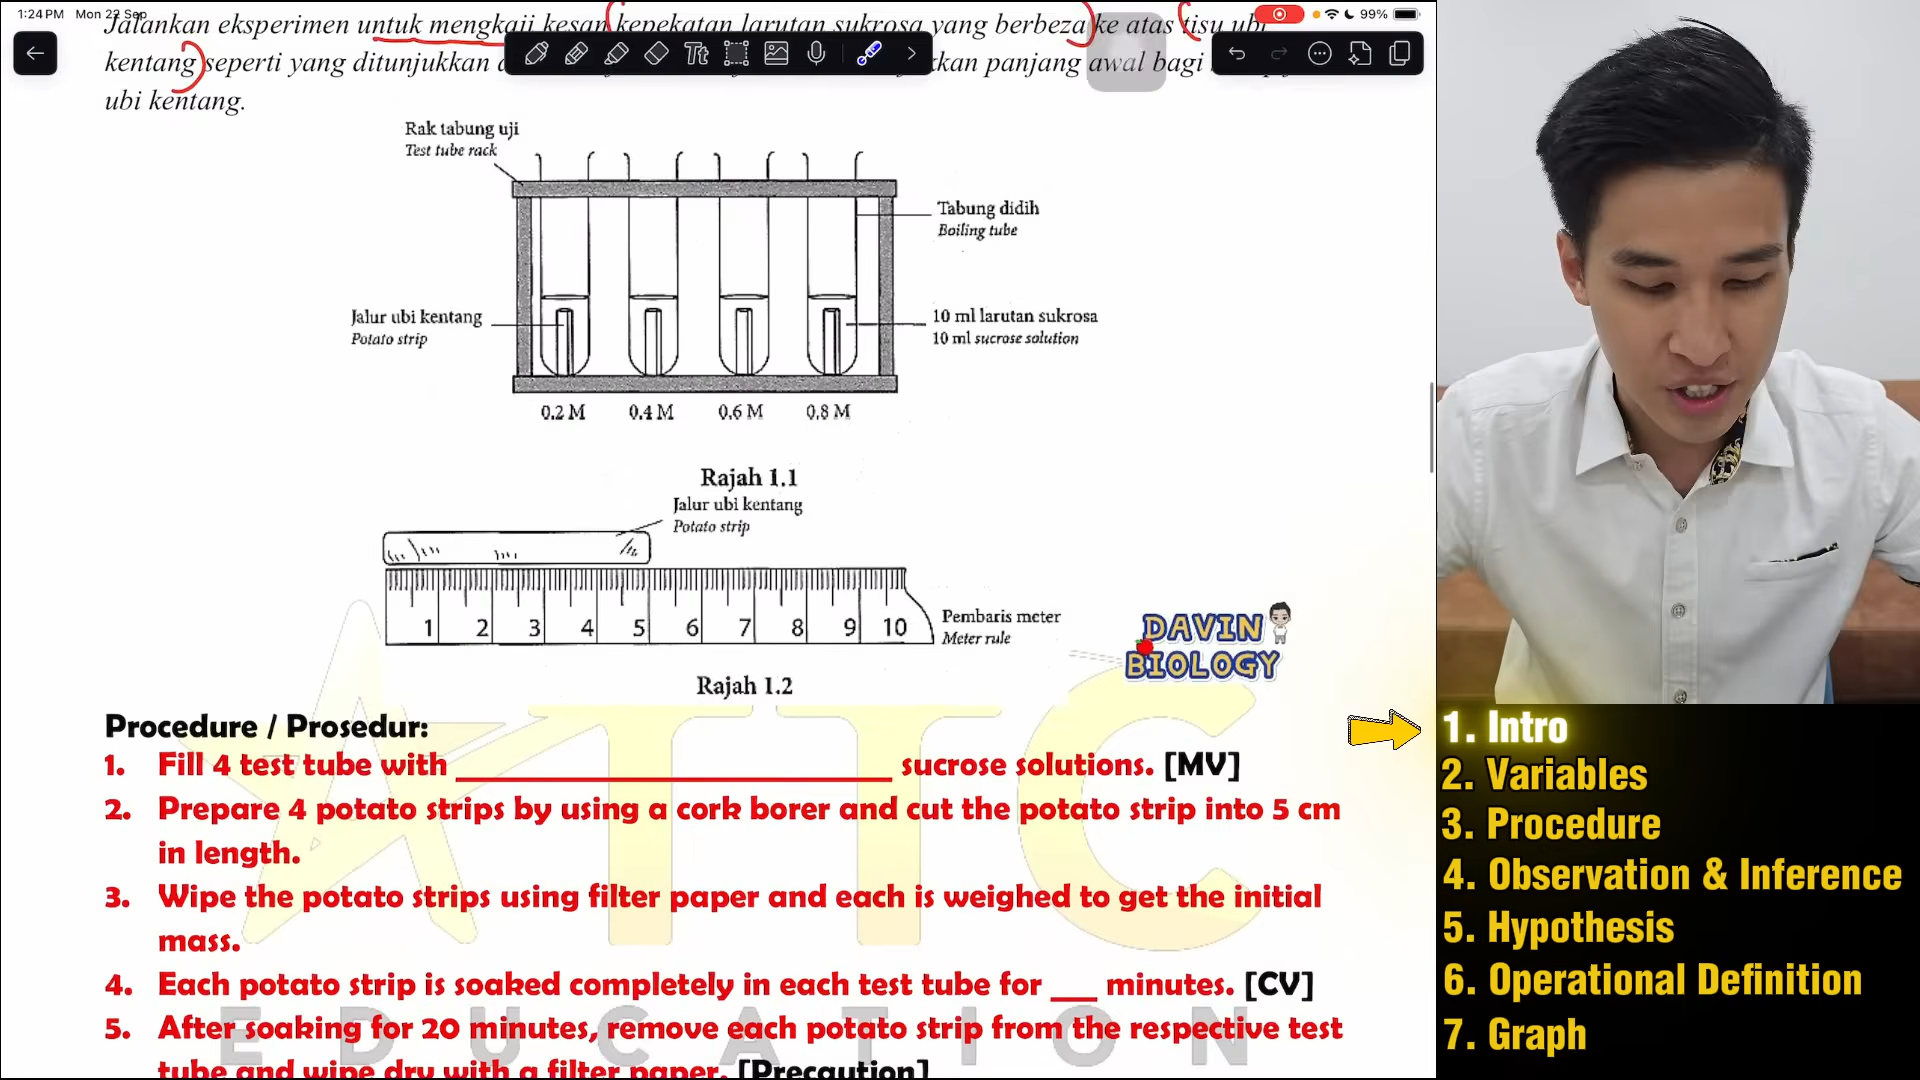 1:24 PM Mon 22 Sep
99%
Jalankan eksperimen untuk mengkaji kesan kepekatan larutan sukrosa yang berbeza ke atas tisu ubi
kentang seperti yang ditunjukkan panjang awal bagi
ubi kentang.
Rak tabung uji
Test tube rack
Tabung didih
Boiling tube
Jalur ubi kentang
Potato strip
10 ml larutan sukrosa
10 ml sucrose solution
0.2 M 0.4 M 0.6 M 0.8 M
Rajah 1.1
Jalur ubi kentang
Potato strip
1 2 3 4 5 6 7 8 9 10
Pembaris meter
Meter rule
Rajah 1.2
DAVIN
BIOLOGY
Procedure / Prosedur:
1. Fill 4 test tube with ____ sucrose solutions. [MV]
2. Prepare 4 potato strips by using a cork borer and cut the potato strip into 5 cm
in length.
3. Wipe the potato strips using filter paper and each is weighed to get the initial
mass.
4. Each potato strip is soaked completely in each test tube for ___ minutes. [CV]
5. After soaking for 20 minutes, remove each potato strip from the respective test
tube and wipe dry with a filter paper. [Precaution]
ATTC
EDUCATION
1. Intro
2. Variables
3. Procedure
4. Observation & Inference
5. Hypothesis
6. Operational Definition
7. Graph